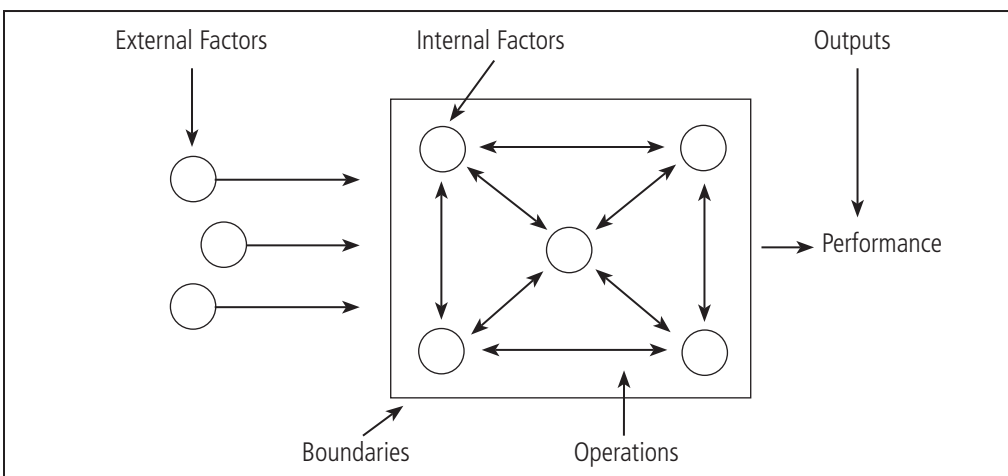 External Factors
Internal Factors
Outputs
Performance
Boundaries
Operations